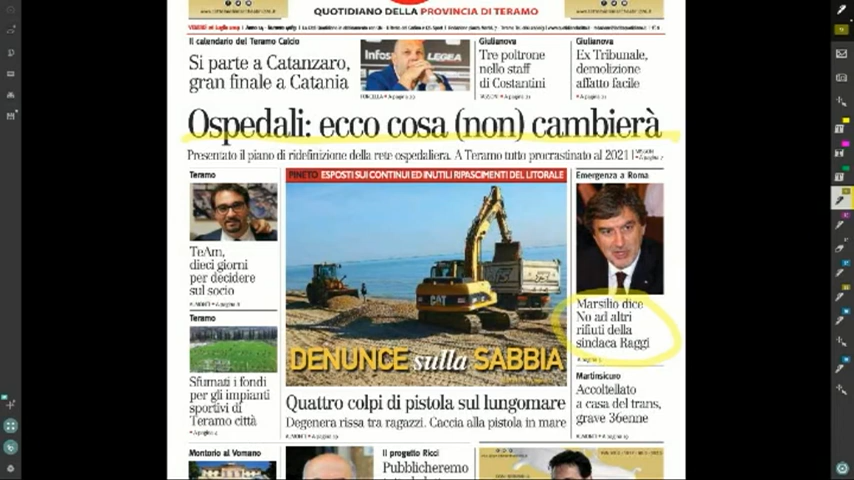 QUOTIDIANO DELLA PROVINCIA DI TERAMO
Il calendario del Teramo Calcio
Si parte a Catanzaro,
gran finale a Catania
Giulianova
Tre poltrone
nello staff
di Costantini
Giulianova
Ex Tribunale,
demolizione
affatto facile
LEGEA
Ospedali: ecco cosa (non) cambierà
Presentato il piano di ridefinizione della rete ospedaliera. A Teramo tutto procrastinato al 2021
Teramo
TeAm,
dieci giorni
per decidere
sul socio
Teramo
Sfumati i fondi
per gli impianti
sportivi di
Teramo città
PINETO ESPOSTI SUI CONTINUI ED INUTILI RIPASCIMENTI DEL LITORALE
CAT
DENUNCE sulla SABBIA
Quattro colpi di pistola sul lungomare
Degenera rissa tra ragazzi. Caccia alla pistola in mare
Emergenza a Roma
Marsilio dice
No ad altri
rifiuti della
sindaca Raggi
Martinsicuro
Accoltellato
a casa del trans,
grave 36enne
Montorio al Vomano
Il progetto Ricci
Pubblicheremo